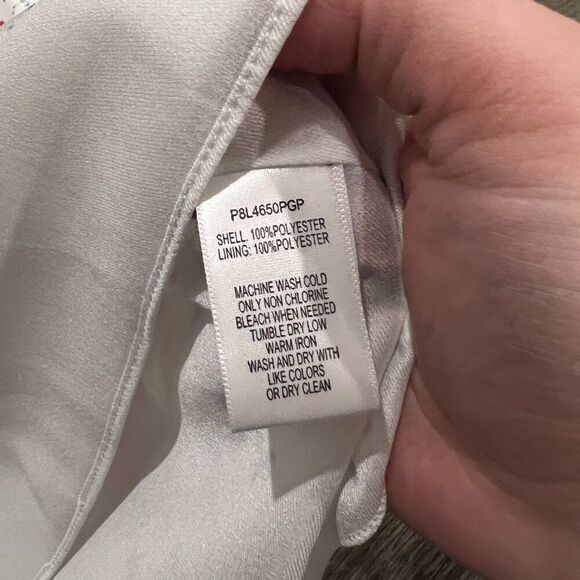 P8L4650PGP
SHELL. 100%POLYESTER
LINING: 100%POLYESTER
MACHINE WASH COLD
ONLY NON CHLORINE
BLEACH WHEN NEEDED
TUMBLE DRY LOW
WARM IRON
WASH AND DRY WITH
LIKE COLORS
OR DRY CLEAN